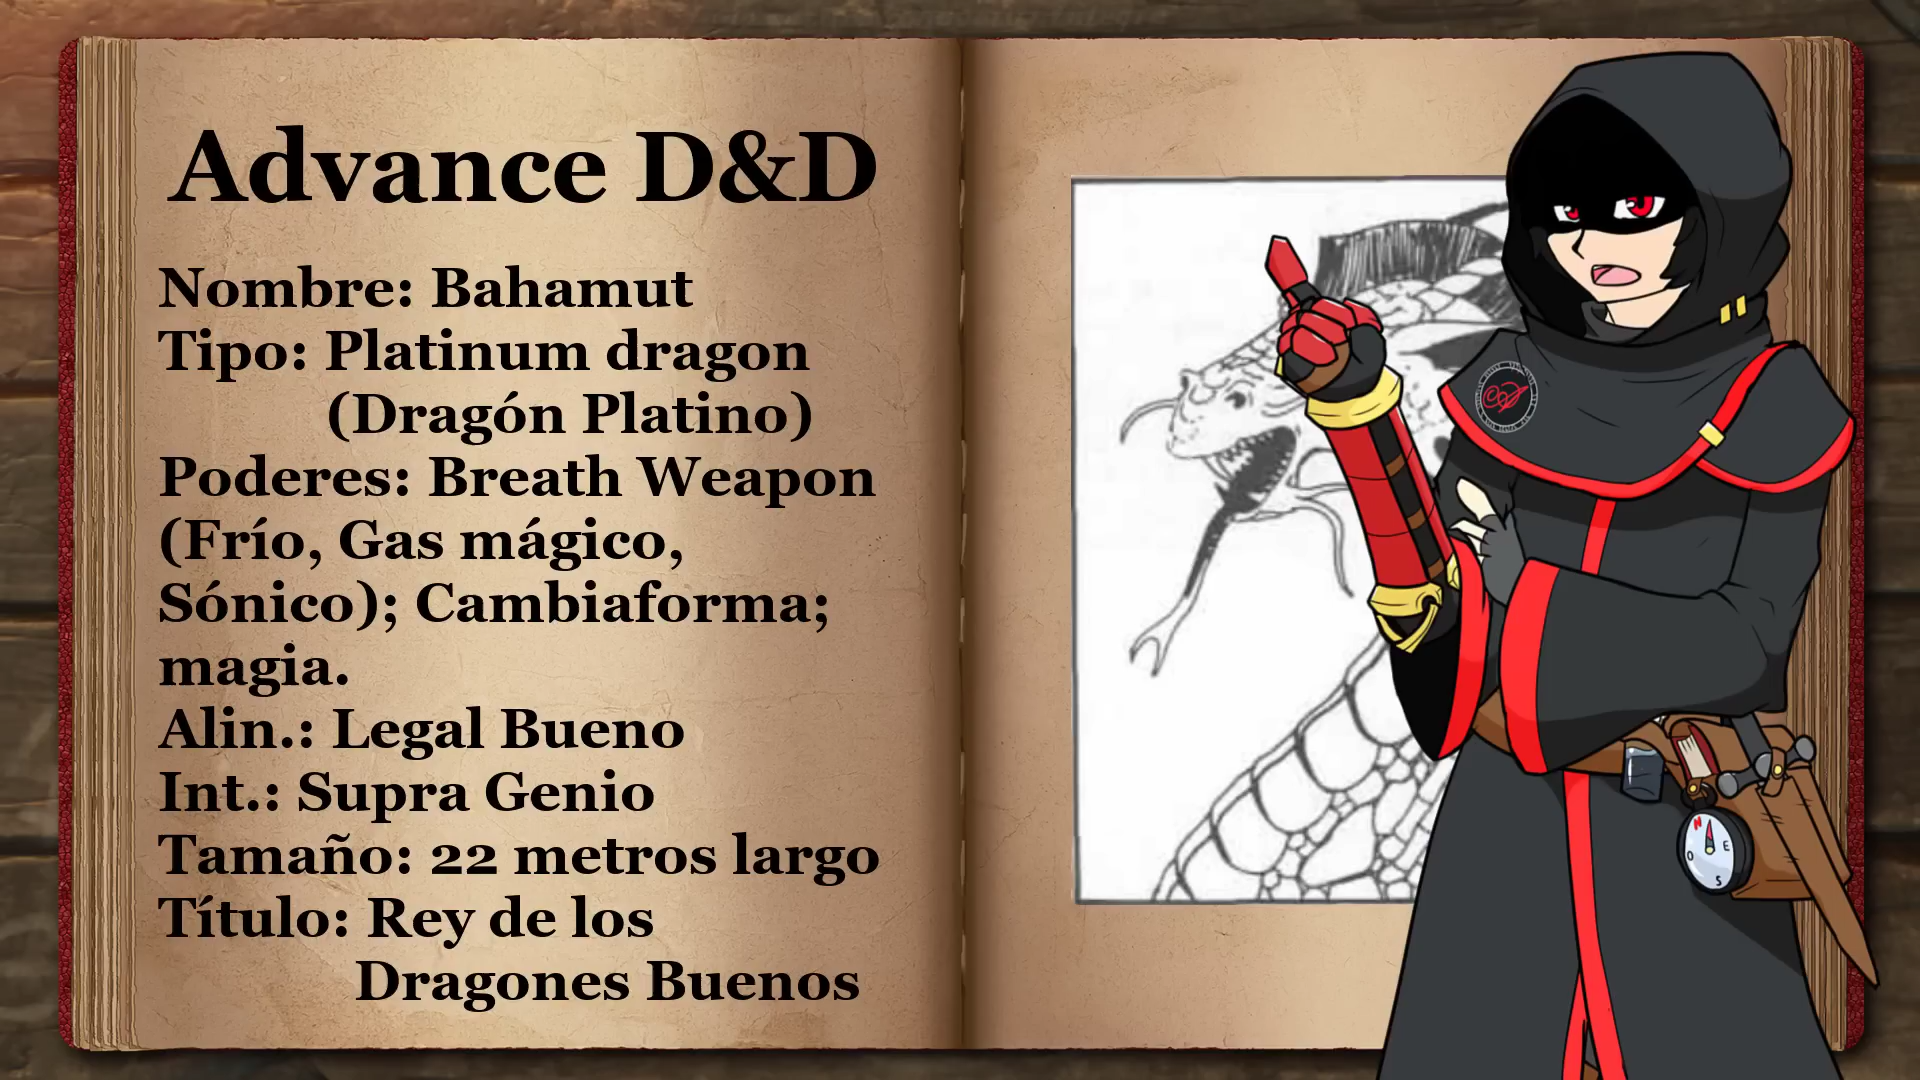 Advance D&D
Nombre: Bahamut
Tipo: Platinum dragon
(Dragón Platino)
Poderes: Breath Weapon
(Frío, Gas mágico,
Sónico); Cambiaforma;
magia.
Alin.: Legal Bueno
Int.: Supra Genio
Tamaño: 22 metros largo
Título: Rey de los
Dragones Buenos
N
O E
S